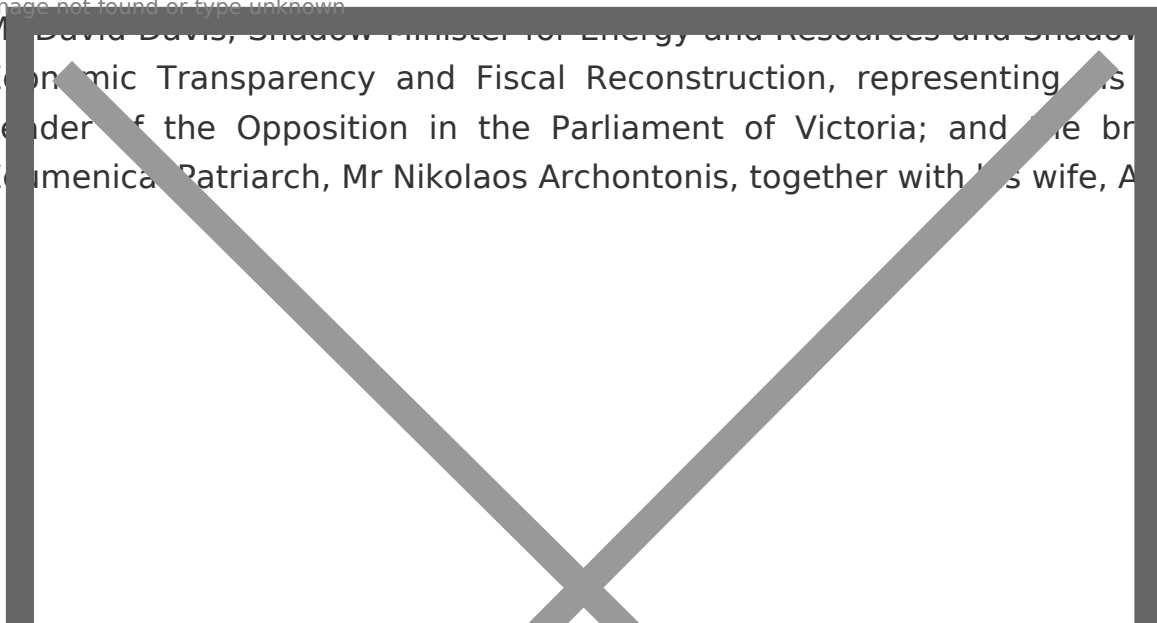 not found or type unknown
David Davis, Shadow Minister for Energy and Resources and Shadow
Transparency and Fiscal Reconstruction, representing
the Opposition in the Parliament of Victoria; and
Patriarch, Mr Nikolaos Archontonis, together with wife,